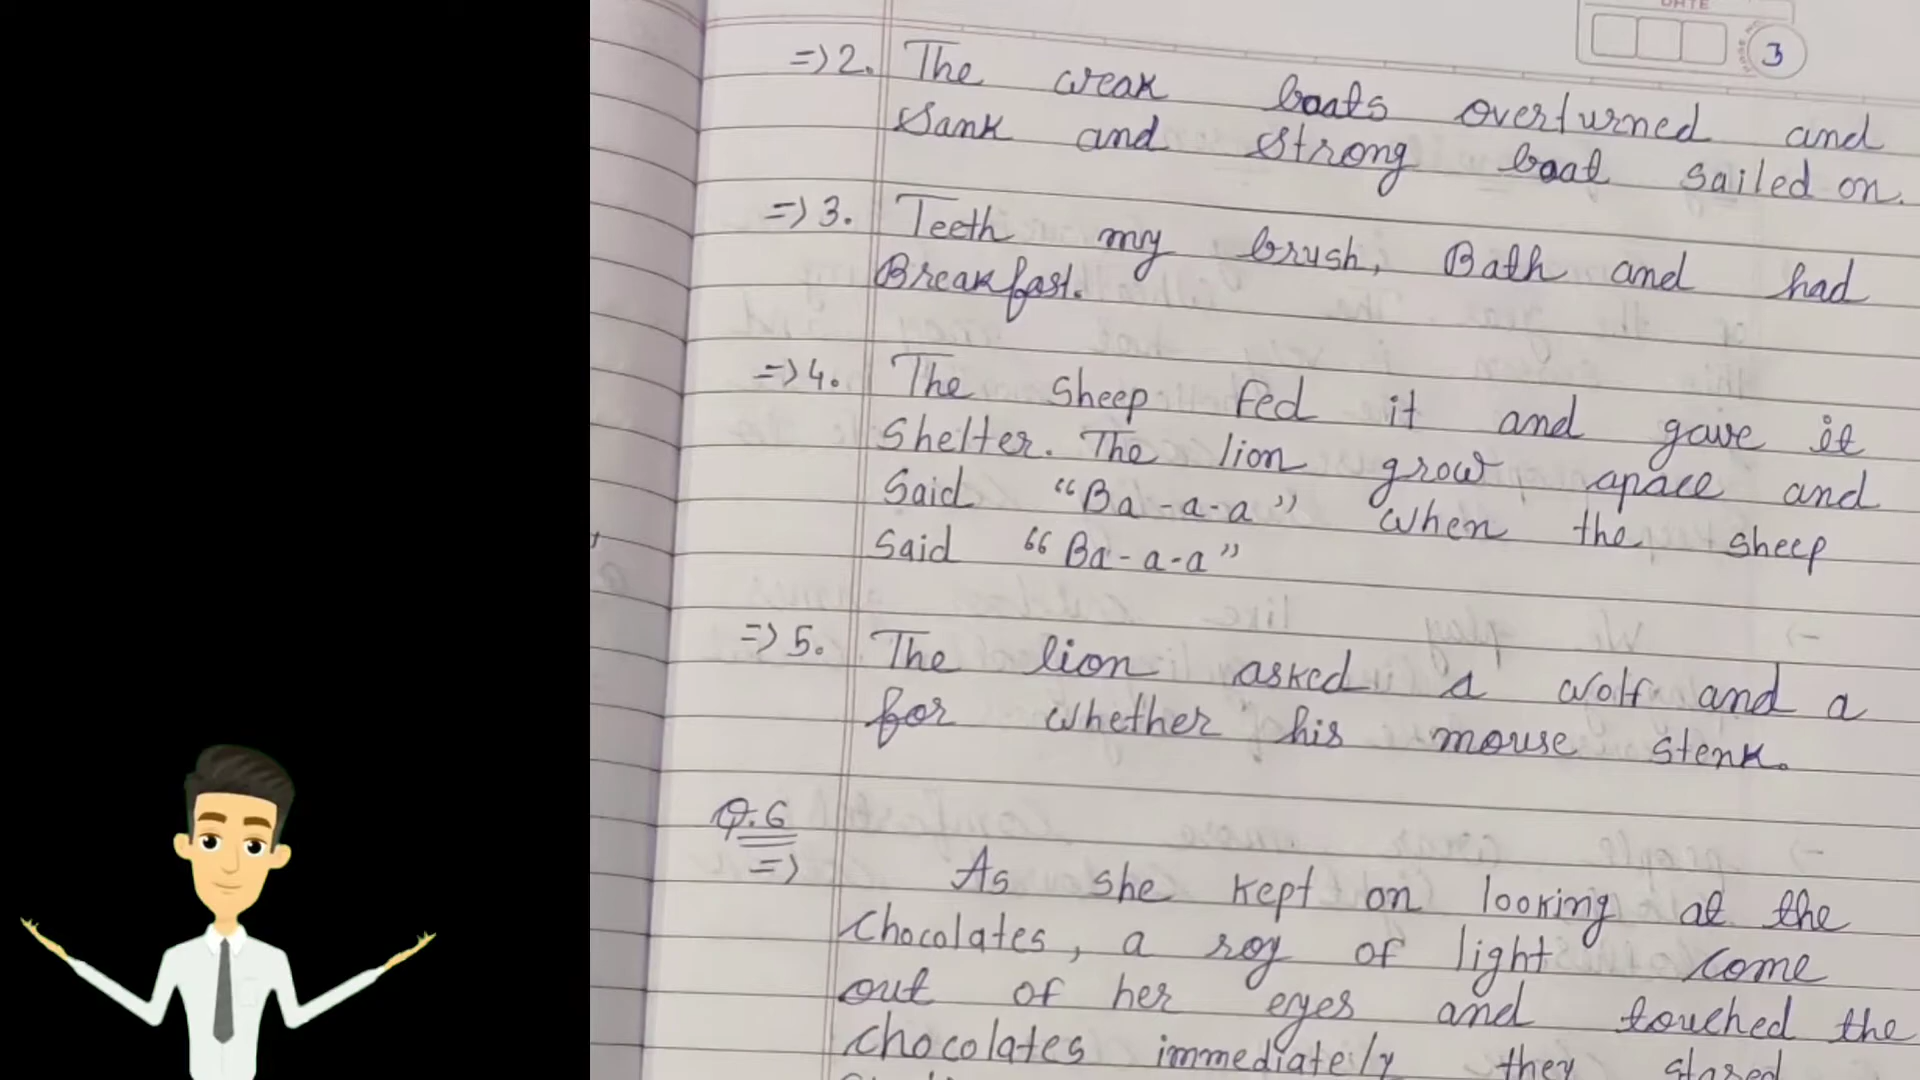 DATE
3
=> 2. The weak boats overturned and
Sank and strong boat sailed on.
=> 3. Teeth my brush, Bath and had
Breakfast.
=> 4. The sheep Fed it and gave it
Shelter. The lion grow apace and
Said "Ba-a-a" when the sheep
Said "Ba-a-a"
=> 5. The lion asked a wolf and a
for whether his mouse stenk.
Q.6
=> As she kept on looking at the
chocolates, a roy of light come
out of her eyes and touched the
chocolates immediately they